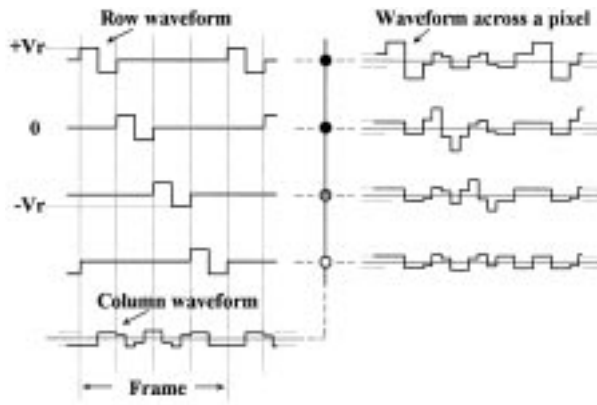 Row waveform
Waveform across a pixel
+Vr
0
-Vr
Column waveform
Frame